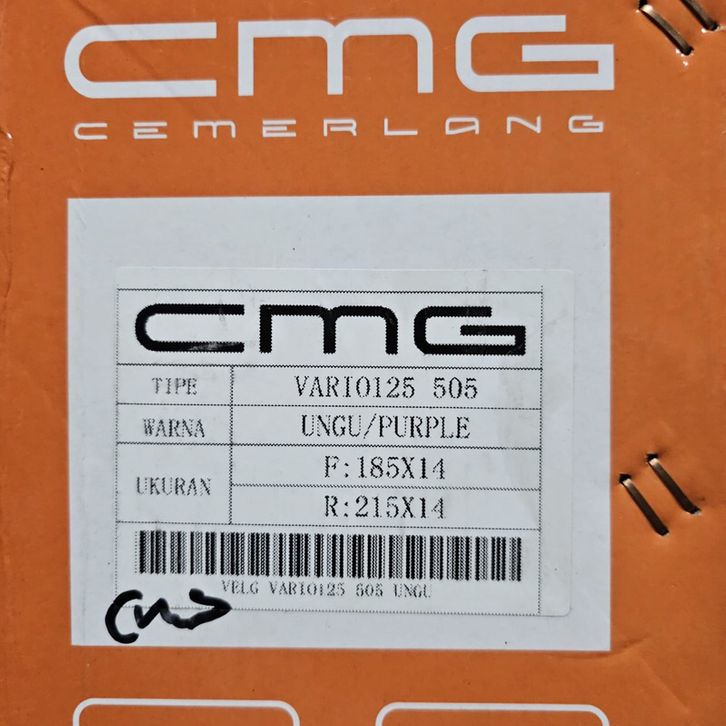 CMG
CEMERLANG
CMG
TIPE VARIO125 505
WARNA UNGU/PURPLE
UKURAN F:185X14
R:215X14
VELG VARIO125 505 UNGU